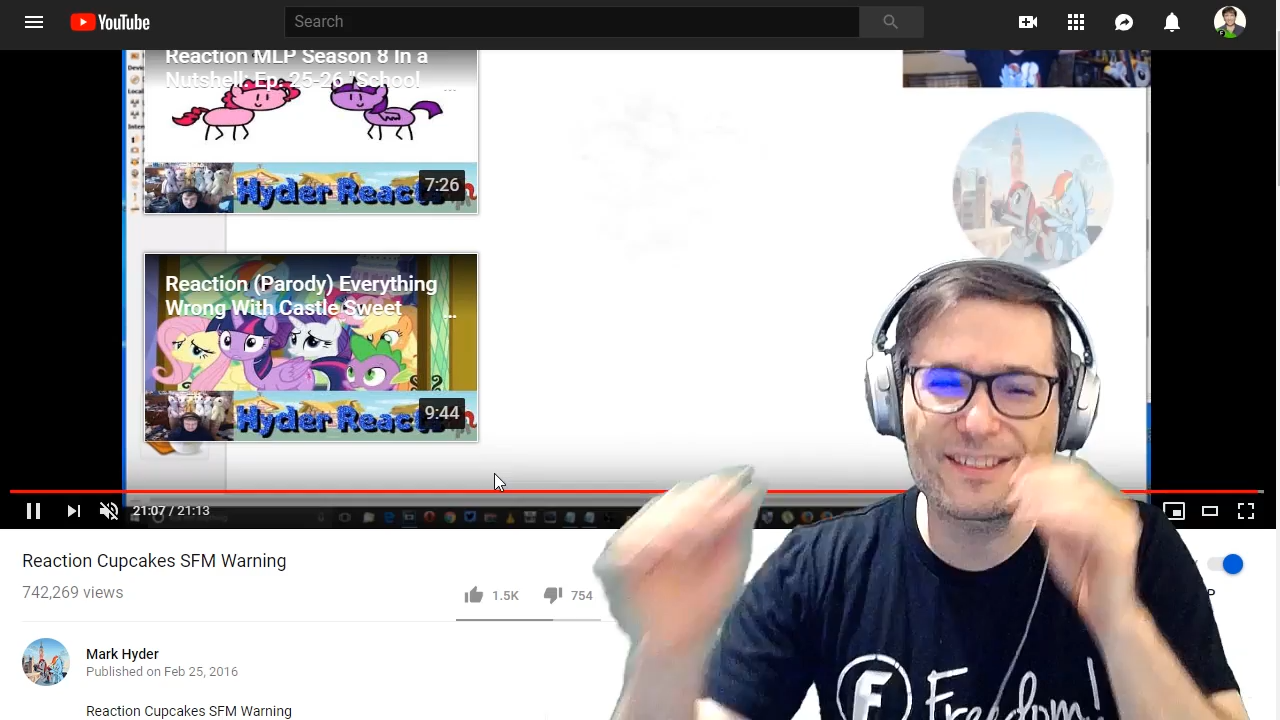 YouTube
Search
Reaction MLP Season 8 In a
Nutshell: Ep. 25-26 "School
...
Hyder Reacts
7:26
Reaction (Parody) Everything
Wrong With Castle Sweet
...
Hyder Reacts
9:44
21:07 / 21:13
Reaction Cupcakes SFM Warning
742,269 views
1.5K
754
Mark Hyder
Published on Feb 25, 2016
Reaction Cupcakes SFM Warning
F Freedom!